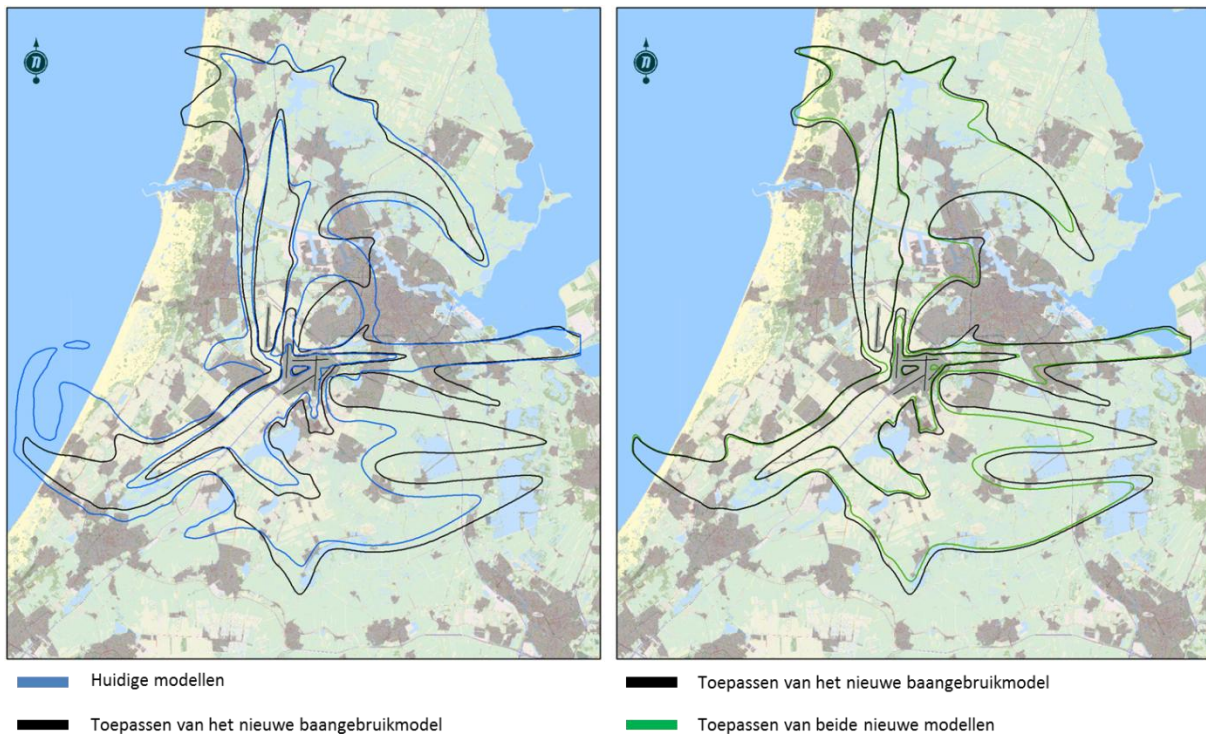 n
n
Huidige modellen
Toepassen van het nieuwe baangebruikmodel
Toepassen van het nieuwe baangebruikmodel
Toepassen van beide nieuwe modellen